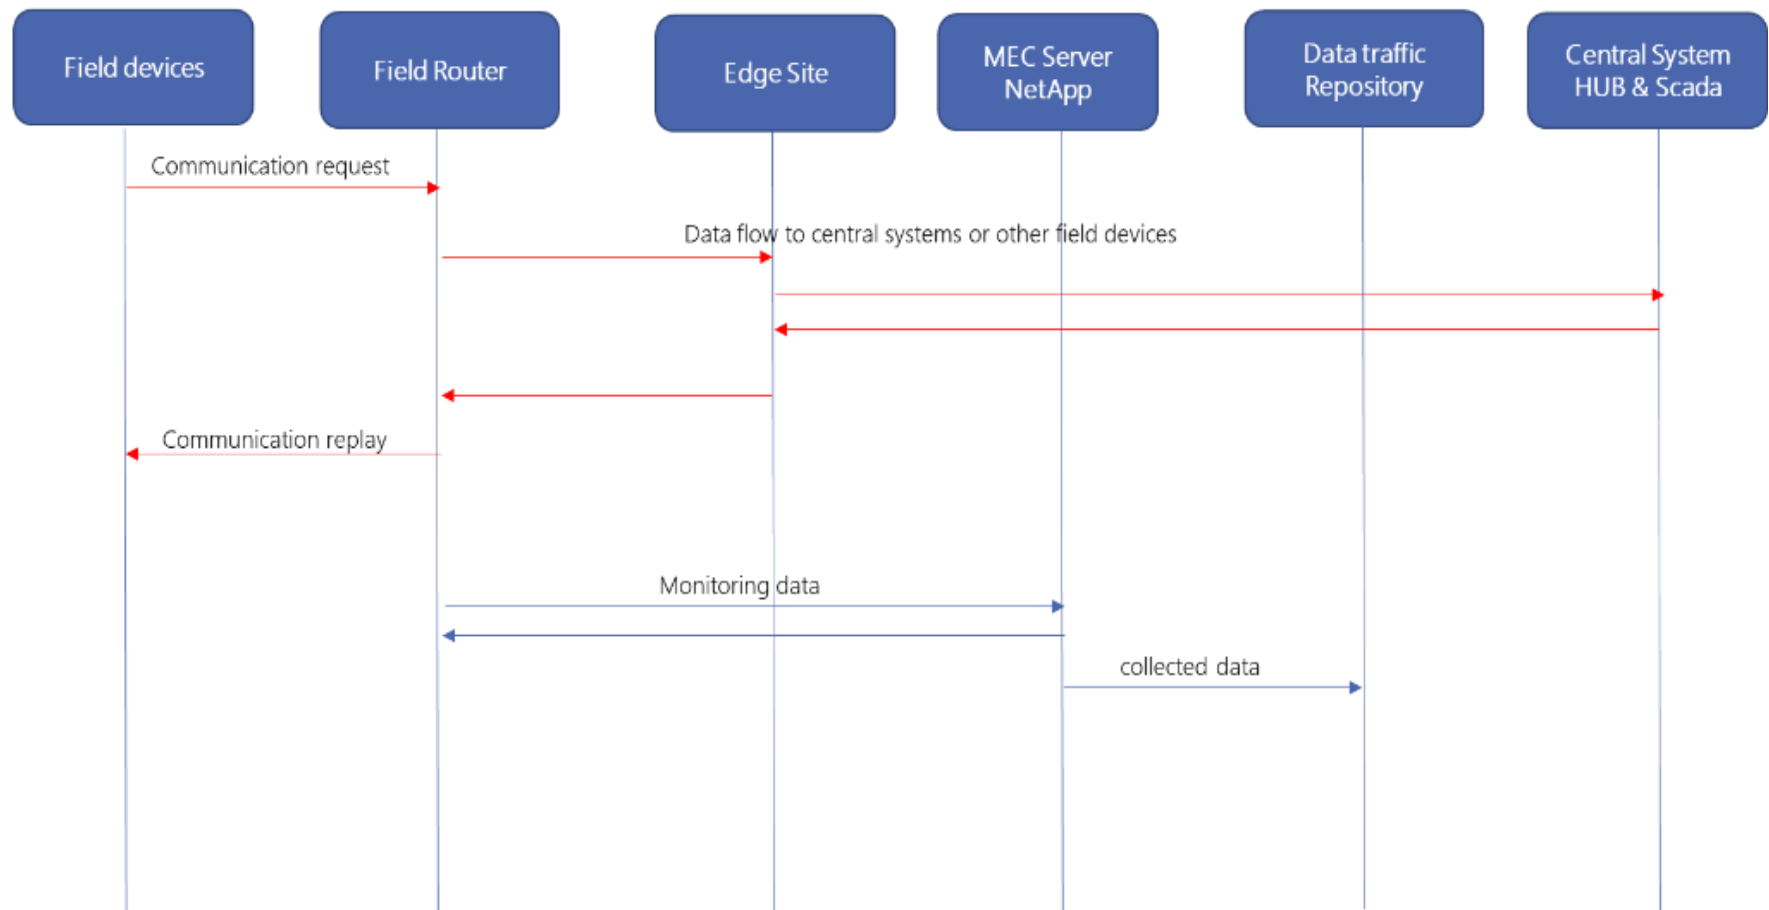 Field devices
Field Router
Edge Site
MEC Server
NetApp
Data traffic
Repository
Central System
HUB & Scada
Communication request
Data flow to central systems or other field devices
Communication replay
Monitoring data
collected data